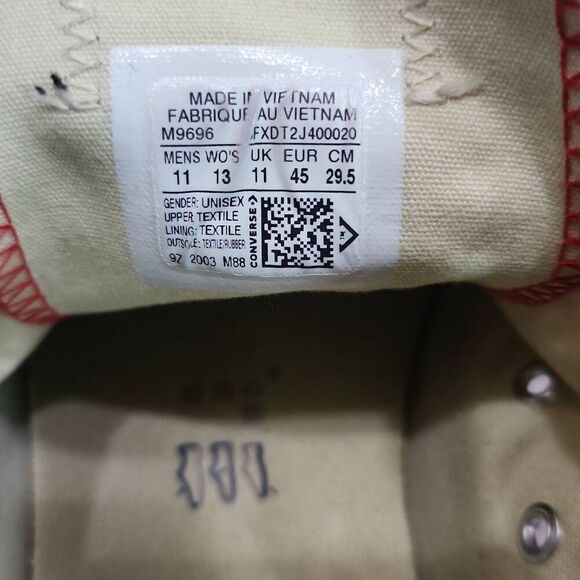 MADE IN VIETNAM
FABRIQUE AU VIETNAM
M9696 FXDT2J400020
MENS WO'S UK EUR CM
11 13 11 45 29.5
GENDER: UNISEX
UPPER: TEXTILE
LINING: TEXTILE
OUTSOLE: TEXTILE/RUBBER
97 2003 M88
CONVERSE
TM